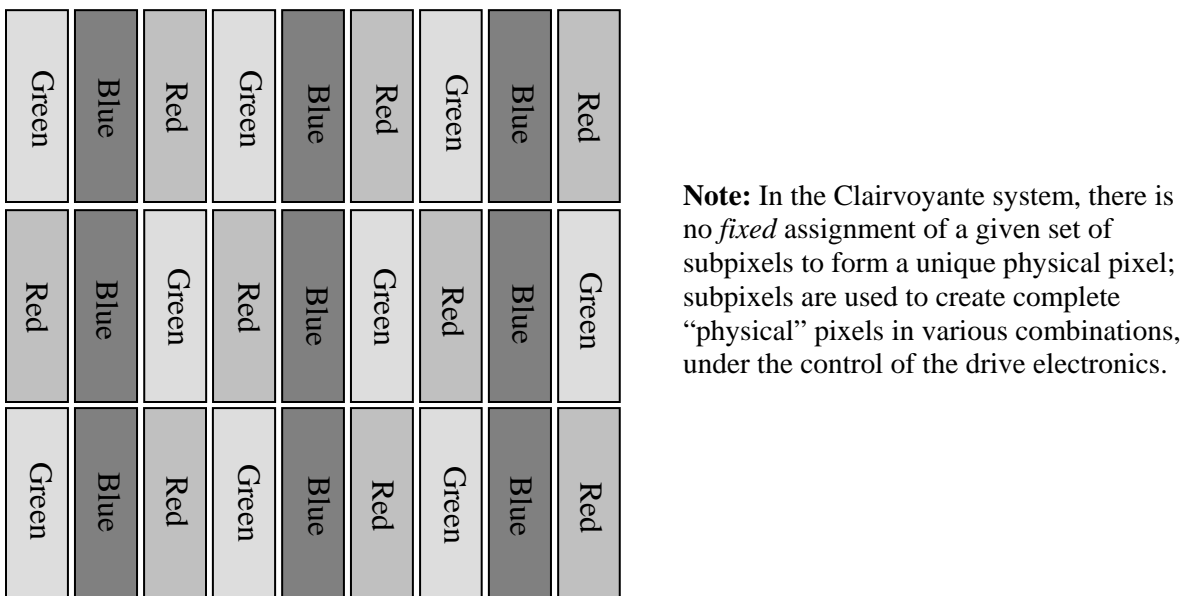 Green Blue Red Green Blue Red Green Blue Red
Red Blue Green Red Blue Green Red Blue Green
Green Blue Red Green Blue Red Green Blue Red
Note: In the Clairvoyante system, there is
no fixed assignment of a given set of
subpixels to form a unique physical pixel;
subpixels are used to create complete
“physical” pixels in various combinations,
under the control of the drive electronics.